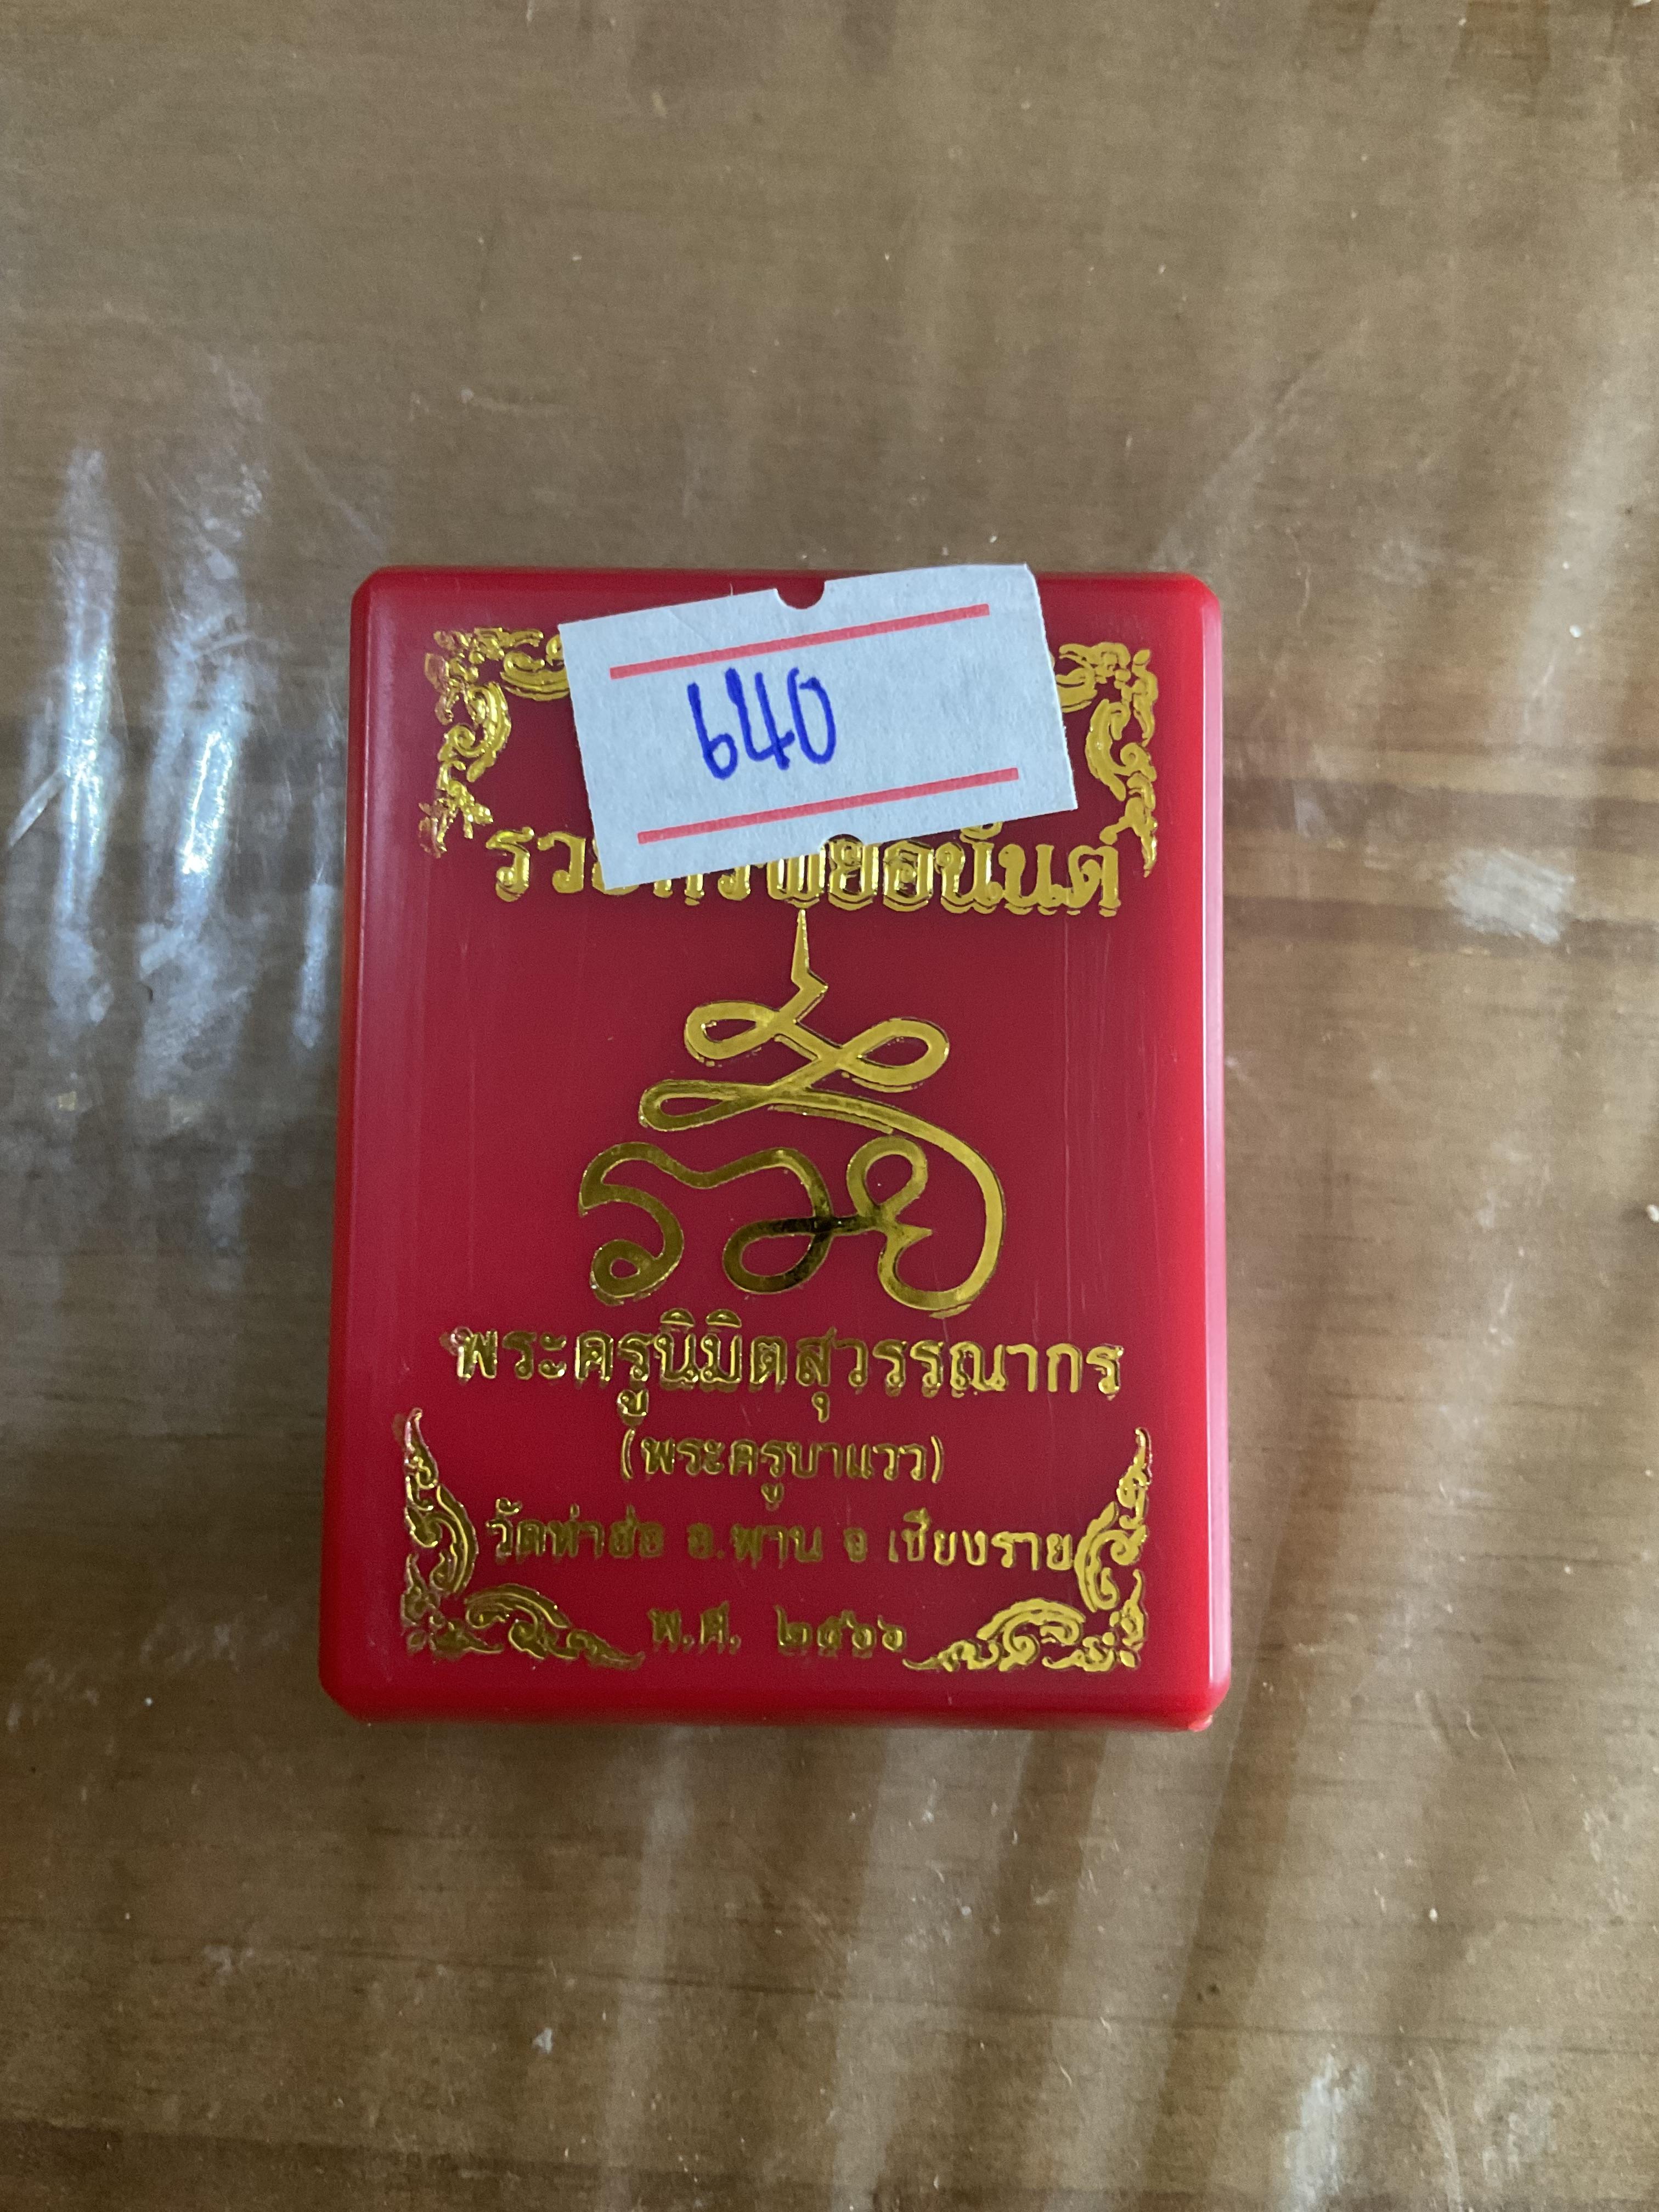 640
รวยทรัพย์อนันต์
รวย
พระครูนิมิตสุวรรณากร
(พระครูบาแวว)
วัดท่าฮ่อ อ.พาน จ เชียงราย
พ.ศ. ๒๕๖๖